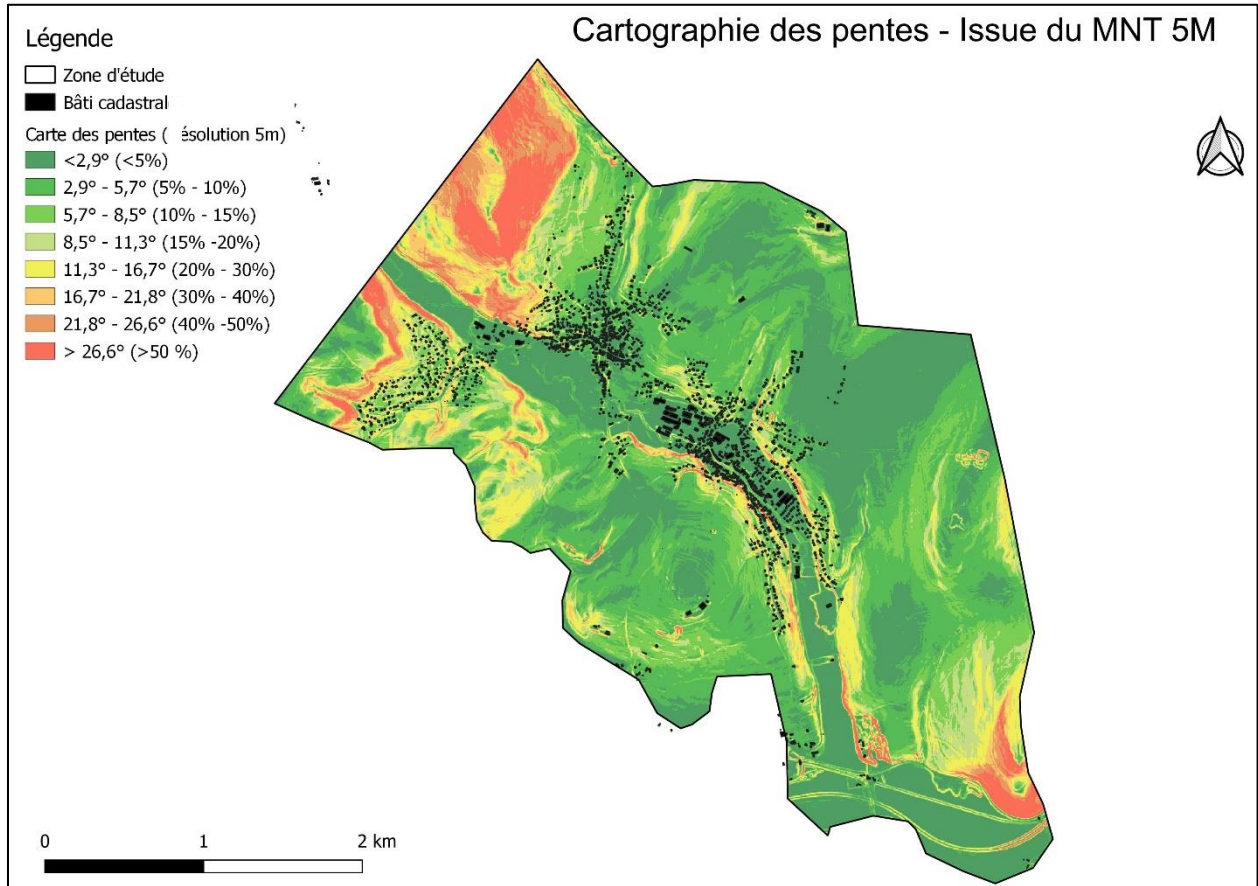 Cartographie des pentes - Issue du MNT 5M
Légende
Zone d'étude
Bâti cadastral
Carte des pentes ( ésolution 5m)
<2,9° (<5%)
2,9° - 5,7° (5% - 10%)
5,7° - 8,5° (10% - 15%)
8,5° - 11,3° (15% -20%)
11,3° - 16,7° (20% - 30%)
16,7° - 21,8° (30% - 40%)
21,8° - 26,6° (40% -50%)
> 26,6° (>50 %)
0 1 2 km